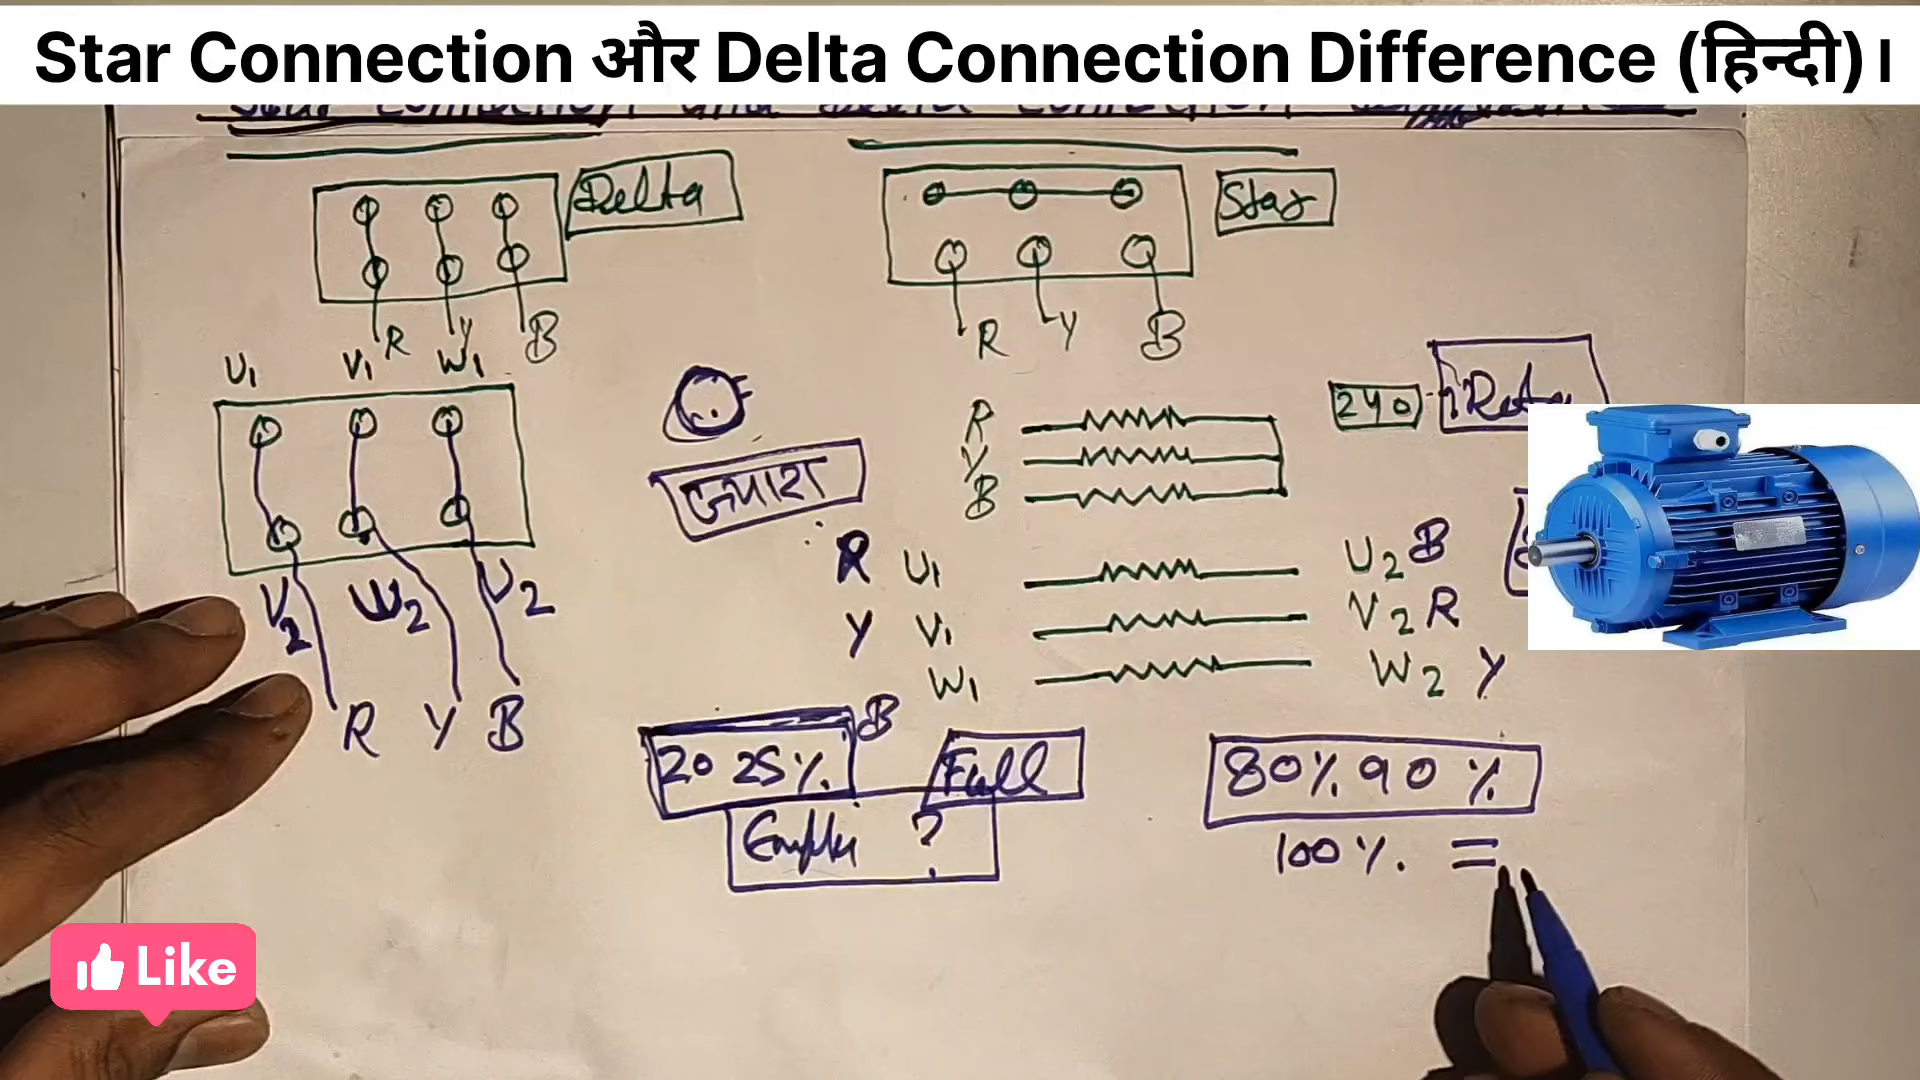 Star Connection और Delta Connection Difference (हिन्दी)।
Delta
Star
R Y B
R Y B
U1 V1 W1
240
R
Y
B
V2 W2 U2
R Y B
R U1 U2 B
Y V1 V2 R
B W1 W2 Y
20 25%.
Full
80% 90%
?
100%. =
Like